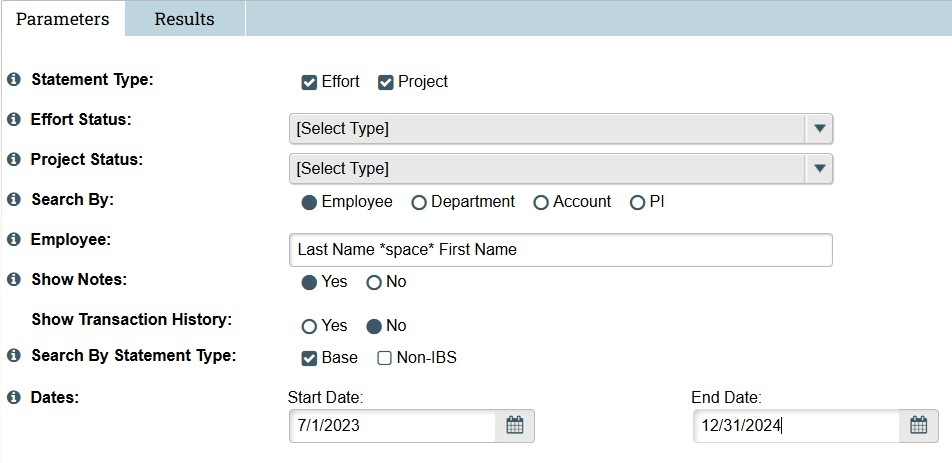 Parameters Results
Statement Type: Effort Project
Effort Status: [Select Type]
Project Status: [Select Type]
Search By: Employee Department Account PI
Employee: Last Name *space* First Name
Show Notes: Yes No
Show Transaction History: Yes No
Search By Statement Type: Base Non-IBS
Dates: Start Date: End Date:
7/1/2023 12/31/2024